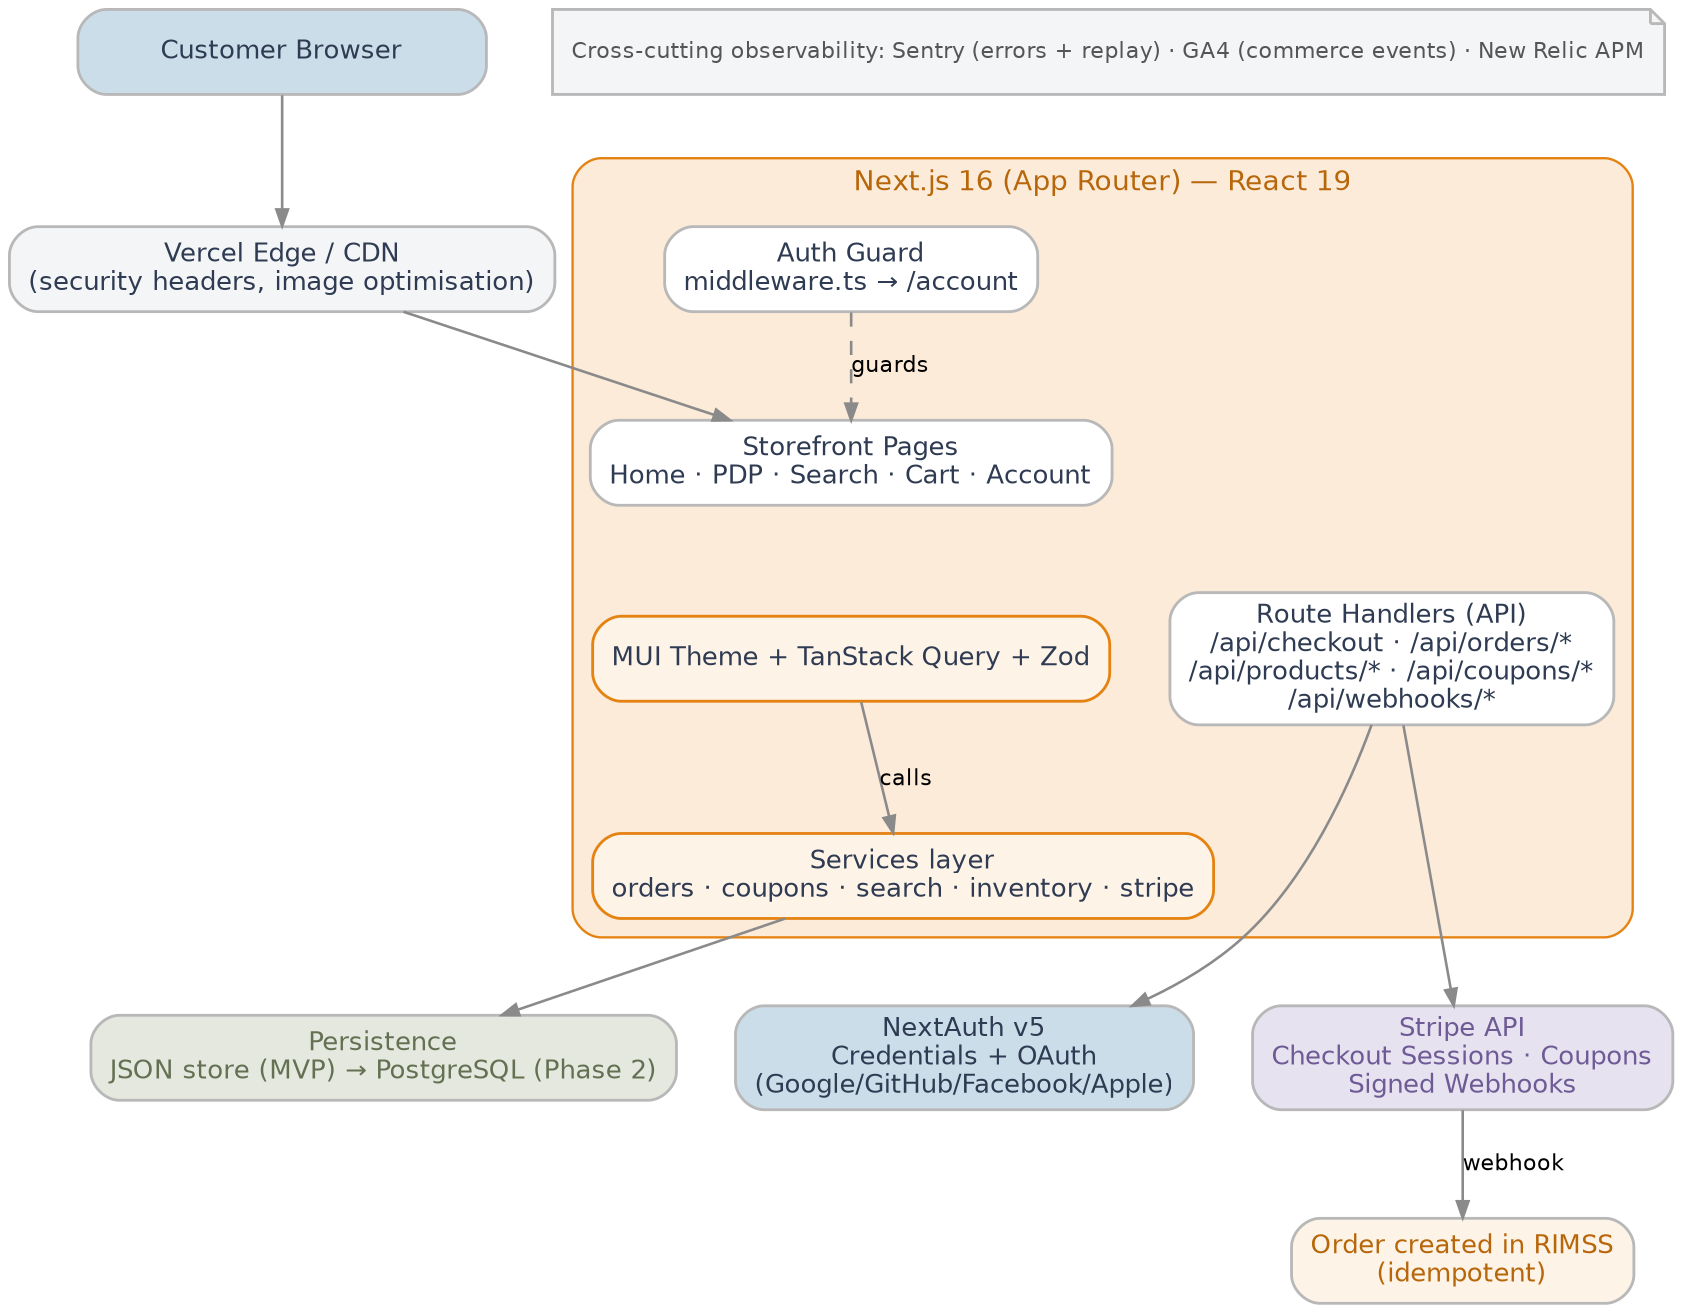 Customer Browser
Cross-cutting observability: Sentry (errors + replay) · GA4 (commerce events) · New Relic APM
Next.js 16 (App Router) — React 19
Vercel Edge / CDN
(security headers, image optimisation)
Auth Guard
middleware.ts → /account
guards
Storefront Pages
Home · PDP · Search · Cart · Account
MUI Theme + TanStack Query + Zod
Route Handlers (API)
/api/checkout · /api/orders/*
/api/products/* · /api/coupons/*
/api/webhooks/*
calls
Services layer
orders · coupons · search · inventory · stripe
Persistence
JSON store (MVP) → PostgreSQL (Phase 2)
NextAuth v5
Credentials + OAuth
(Google/GitHub/Facebook/Apple)
Stripe API
Checkout Sessions · Coupons
Signed Webhooks
webhook
Order created in RIMSS
(idempotent)